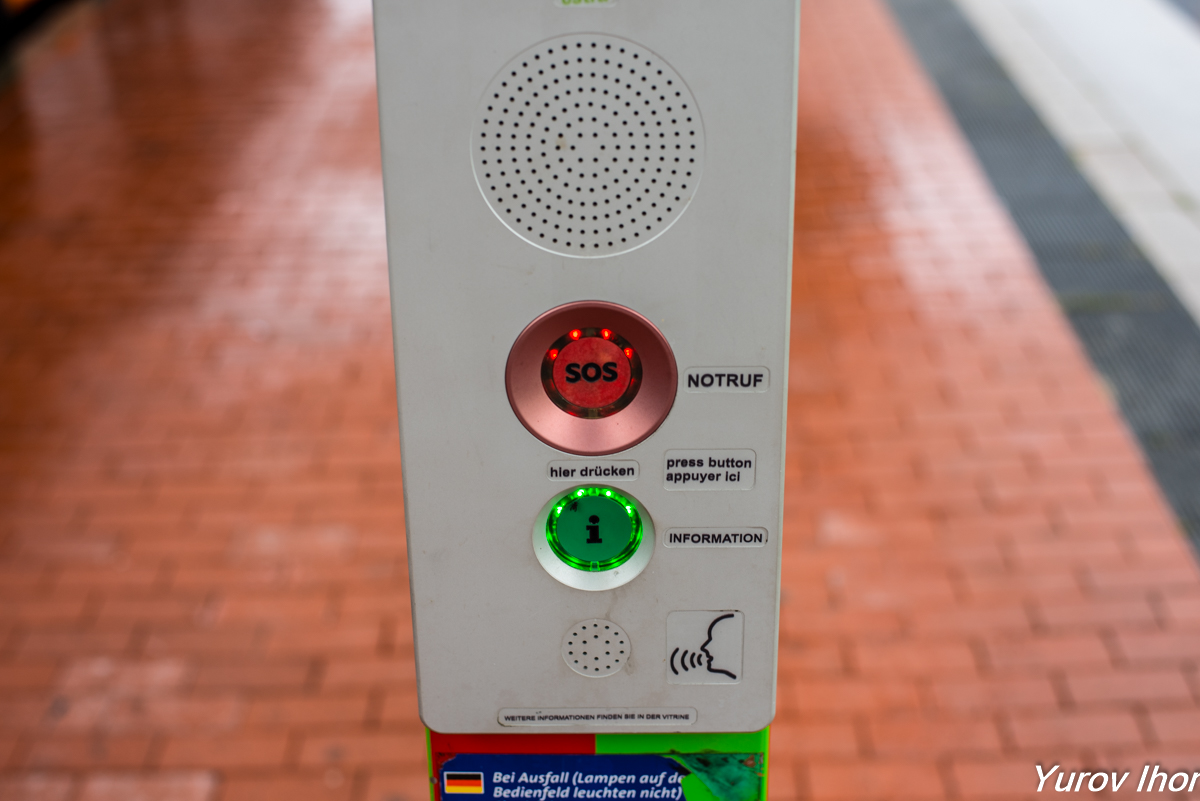 SOS
NOTRUF
hier drücken
press button
appuyer ici
i
INFORMATION
WEITERE INFORMATIONEN FINDEN SIE IN DER VITRINE
Bei Ausfall (Lampen auf
Bedienfeld leuchten nicht)
Yurov Ihor